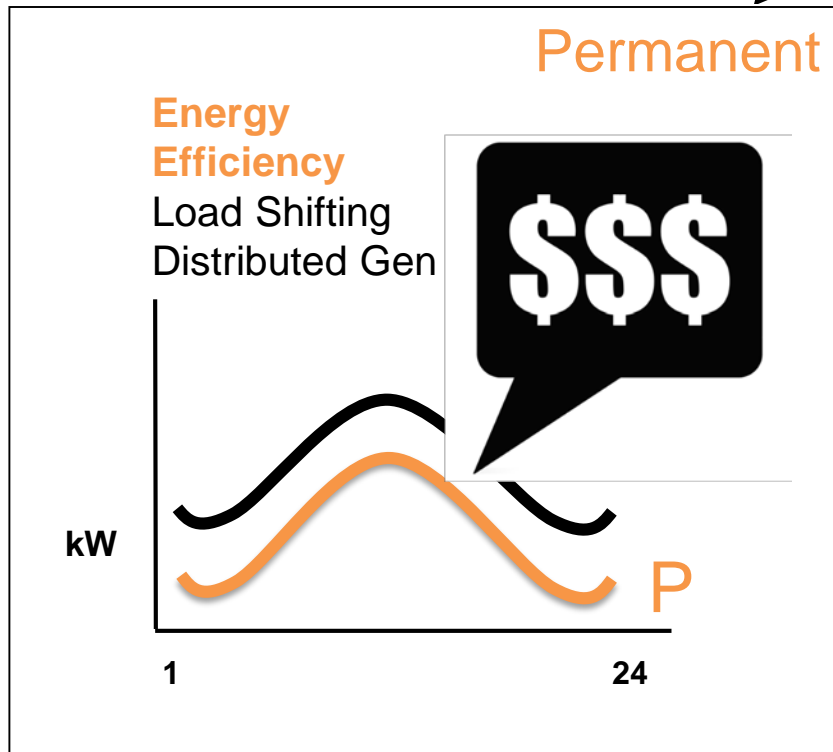 Permanent
Energy
Efficiency
Load Shifting
Distributed Gen
$$$
kW
P
1
24